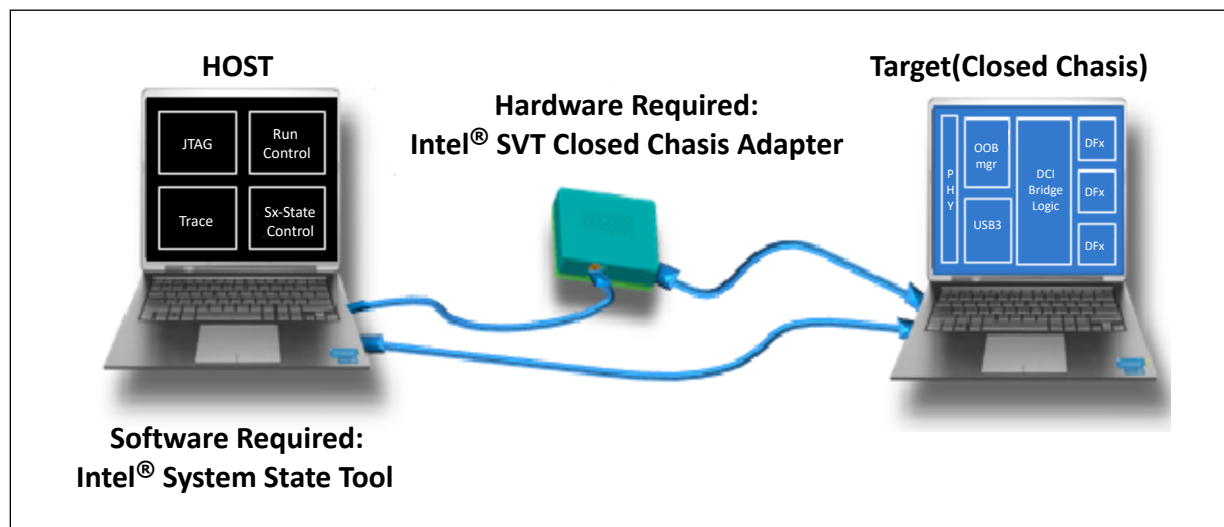 HOST
Target(Closed Chasis)
Hardware Required:
Intel® SVT Closed Chasis Adapter
JTAG
Run
Control
Trace
Sx-State
Control
P
H
Y
OOB
mgr
USB3
DCI
Bridge
Logic
DFx
DFx
DFx
Software Required:
Intel® System State Tool